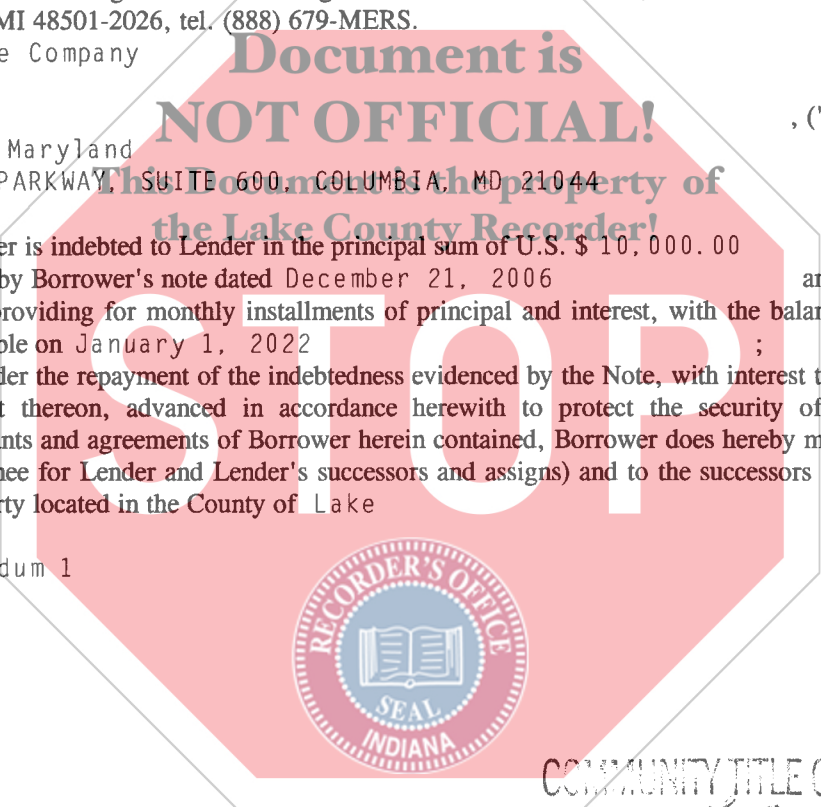 MI 48501-2026, tel. (888) 679-MERS.
e Company
Document is
NOT OFFICIAL!
, ("
Maryland
PARKWAY, SUITE 600, COLUMBIA, MD 21044
This Document is the property of
the Lake County Recorder!
er is indebted to Lender in the principal sum of U.S. $ 10,000.00
by Borrower's note dated December 21, 2006 an
providing for monthly installments of principal and interest, with the balan
ble on January 1, 2022 ;
der the repayment of the indebtedness evidenced by the Note, with interest t
t thereon, advanced in accordance herewith to protect the security of
nts and agreements of Borrower herein contained, Borrower does hereby m
nee for Lender and Lender's successors and assigns) and to the successors
rty located in the County of Lake
STOP
dum 1
RECORDER'S OFFICE
SEAL
INDIANA
COMMUNITY TITLE C